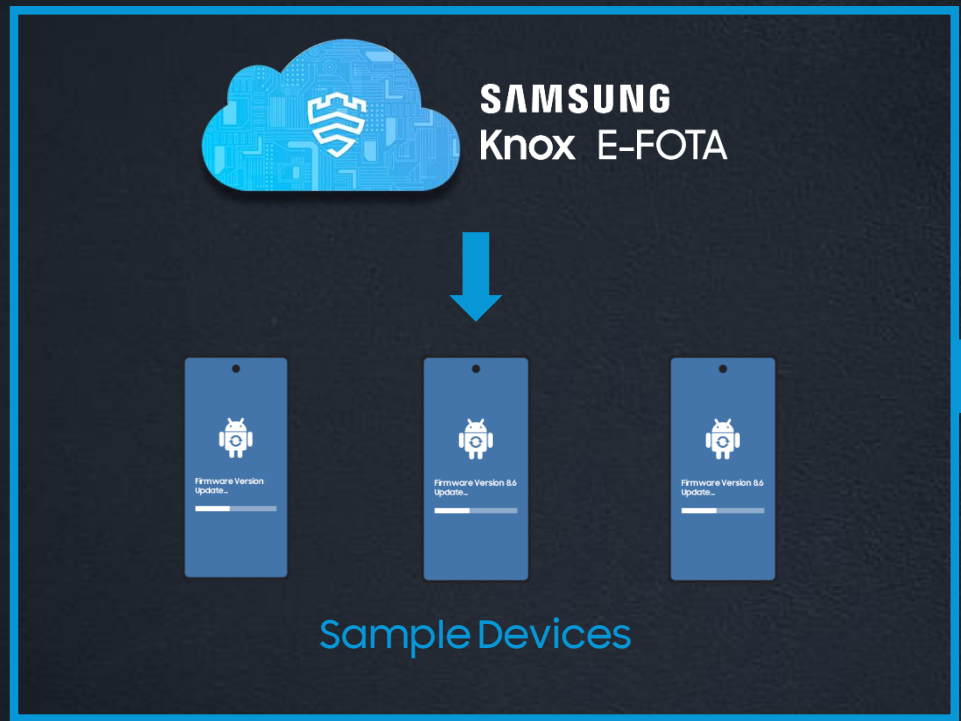 SAMSUNG
Knox E-FOTA
Firmware Version
Update...
Firmware Version 8.6
Update...
Firmware Version 8.6
Update...
Sample Devices